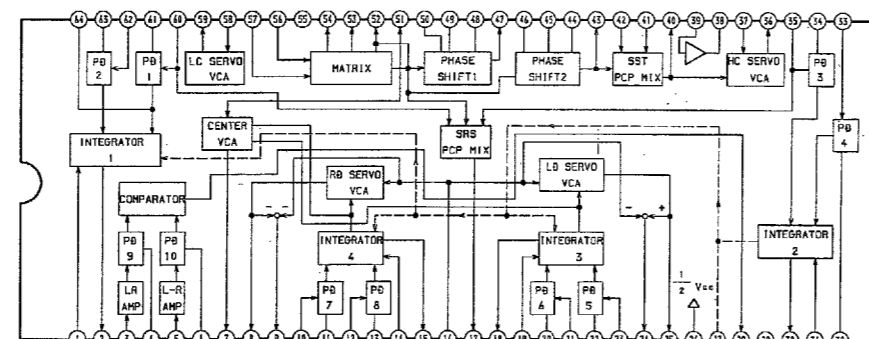 64 63 62 61 60 59 58 57 56 55 54 53 52 51 50 49 48 47 46 45 44 43 42 41 40 39 38 37 36 35 34 33
PD
2
PD
1
LC SERVO
VCA
MATRIX
PHASE
SHIFT1
PHASE
SHIFT2
SST
PCP MIX
HC SERVO
VCA
PD
3
INTEGRATOR
1
CENTER
VCA
SRS
PCP MIX
PD
4
COMPARATOR
RD SERVO
VCA
LD SERVO
VCA
- -
- +
PD
9
PD
10
INTEGRATOR
4
INTEGRATOR
3
INTEGRATOR
2
LR
AMP
L-R
AMP
PD
7
PD
8
PD
6
PD
5
1/2 Vcc
1 2 3 4 5 6 7 8 9 10 11 12 13 14 15 16 17 18 19 20 21 22 23 24 25 26 27 28 29 30 31 32